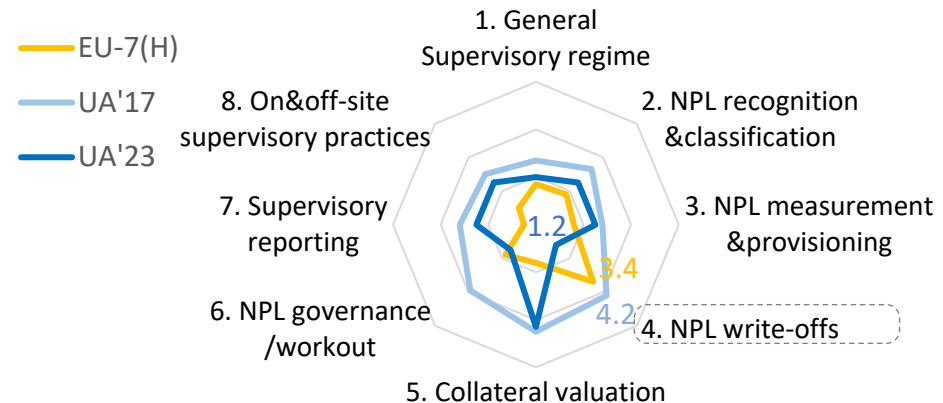 EU-7(H)
UA'17
UA'23
1. General
Supervisory regime
2. NPL recognition
&classification
3. NPL measurement
&provisioning
4. NPL write-offs
5. Collateral valuation
6. NPL governance
/workout
7. Supervisory
reporting
8. On&off-site
supervisory practices
1.2
3.4
4.2